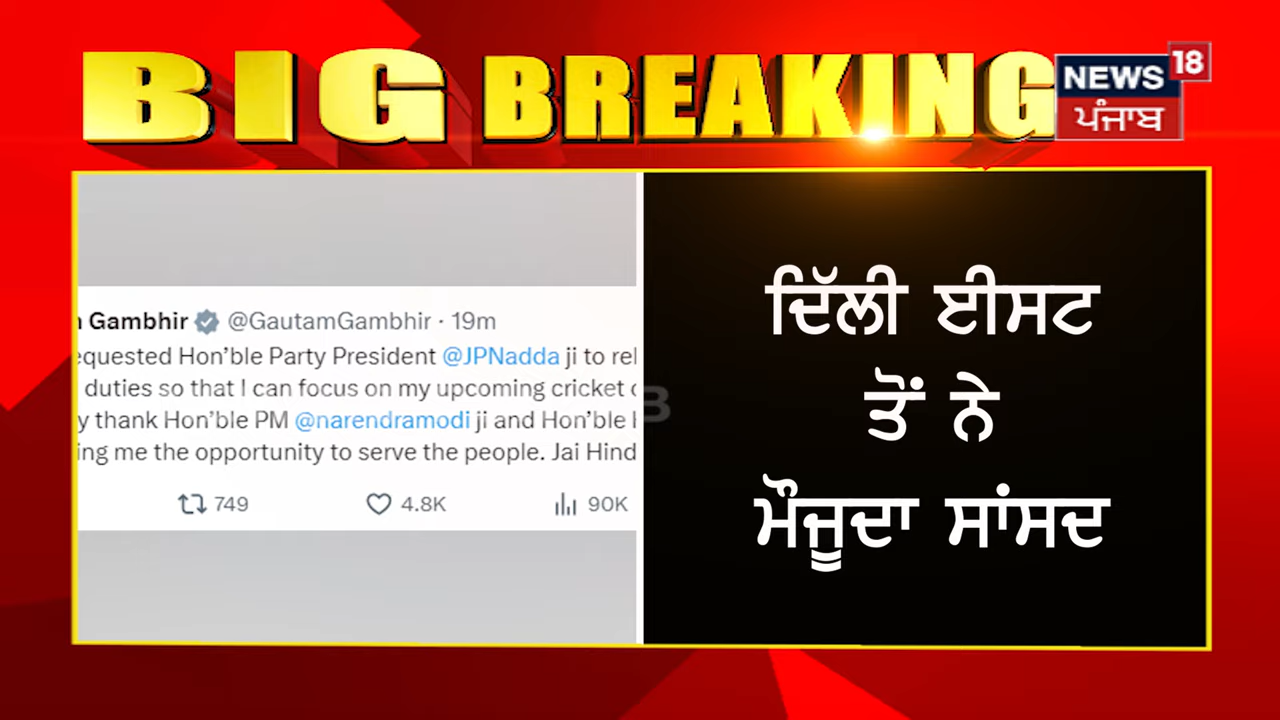 BIG BREAKING
NEWS 18
ਪੰਜਾਬ
Gambhir @GautamGambhir · 19m
equested Hon'ble Party President @JPNadda ji to rel
duties so that I can focus on my upcoming cricket c
y thank Hon'ble PM @narendramodi ji and Hon'ble
ing me the opportunity to serve the people. Jai Hind
749 4.8K 90K
ਦਿੱਲੀ ਈਸਟ
ਤੋਂ ਨੇ
ਮੌਜੂਦਾ ਸਾਂਸਦ